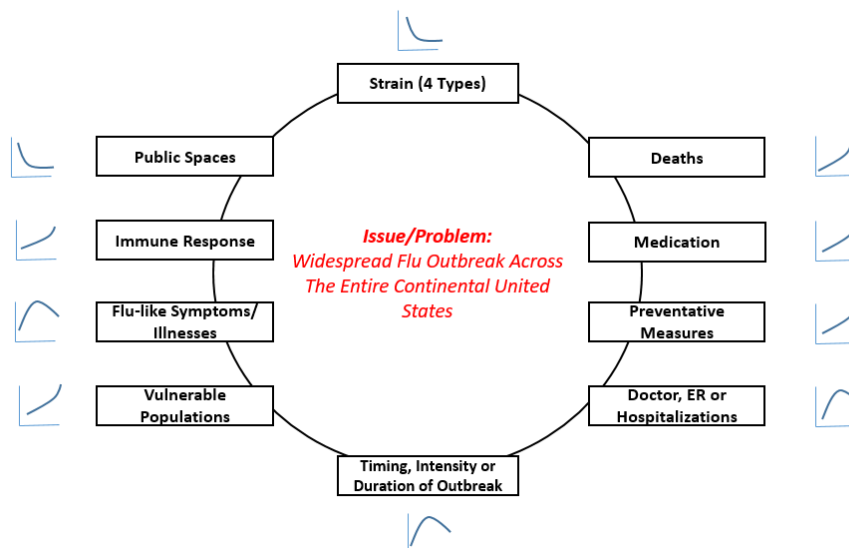 Strain (4 Types)
Public Spaces
Deaths
Immune Response
Issue/Problem:
Widespread Flu Outbreak Across
The Entire Continental United
States
Medication
Flu-like Symptoms/
Illnesses
Preventative
Measures
Vulnerable
Populations
Doctor, ER or
Hospitalizations
Timing, Intensity or
Duration of Outbreak